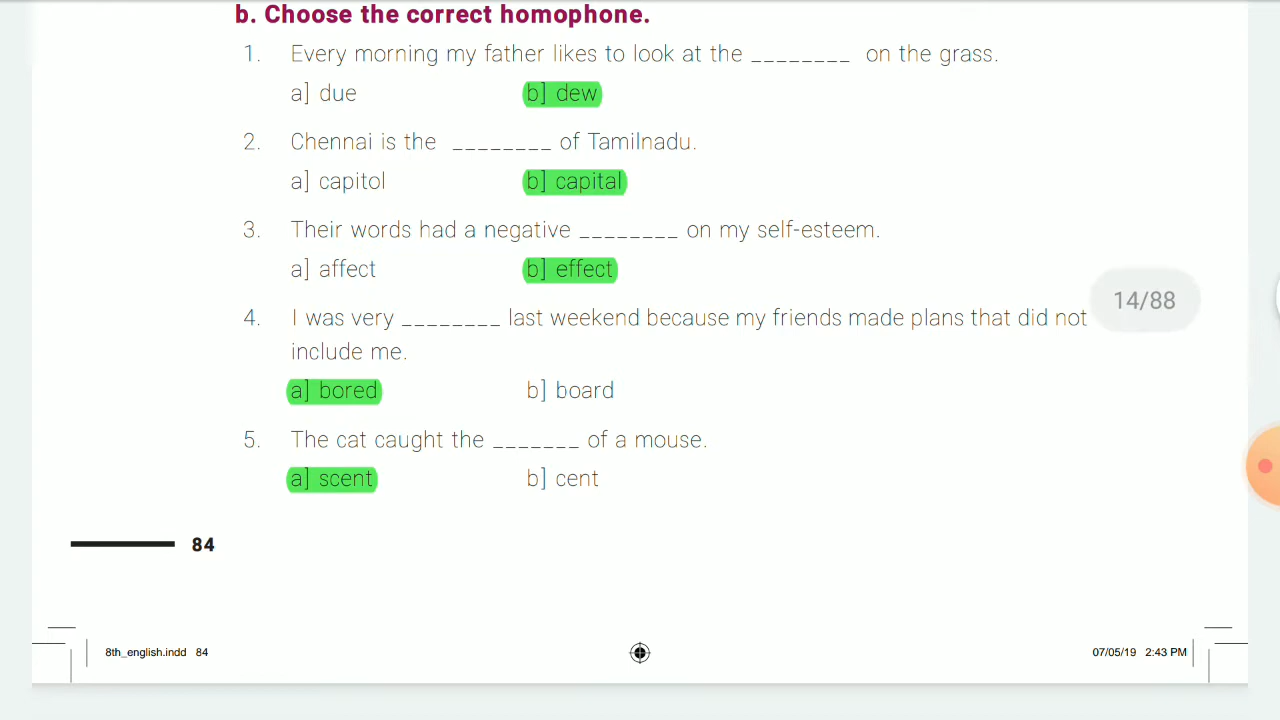 b. Choose the correct homophone.
1. Every morning my father likes to look at the ________ on the grass.
a] due b] dew
2. Chennai is the ________ of Tamilnadu.
a] capitol b] capital
3. Their words had a negative ________ on my self-esteem.
a] affect b] effect
4. I was very ________ last weekend because my friends made plans that did not
include me.
14/88
a] bored b] board
5. The cat caught the _______ of a mouse.
a] scent b] cent
84
8th_english.indd 84 07/05/19 2:43 PM